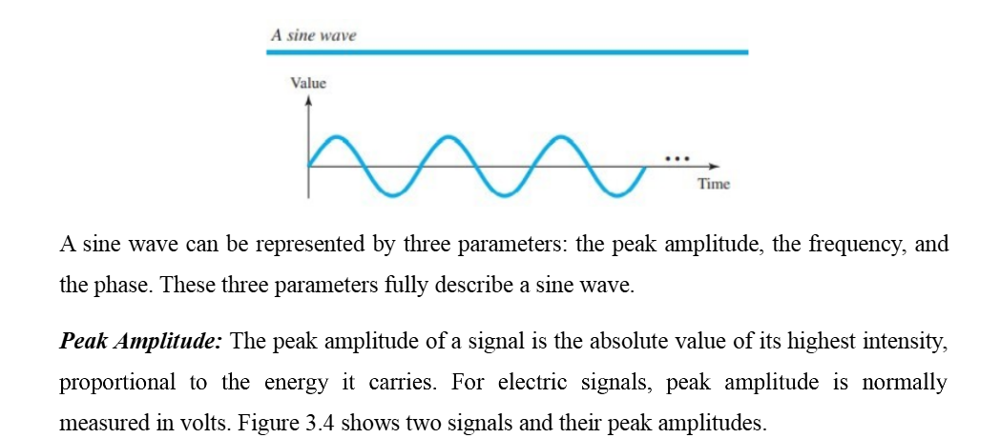 A sine wave
Value
...
Time
A sine wave can be represented by three parameters: the peak amplitude, the frequency, and
the phase. These three parameters fully describe a sine wave.
Peak Amplitude: The peak amplitude of a signal is the absolute value of its highest intensity,
proportional to the energy it carries. For electric signals, peak amplitude is normally
measured in volts. Figure 3.4 shows two signals and their peak amplitudes.